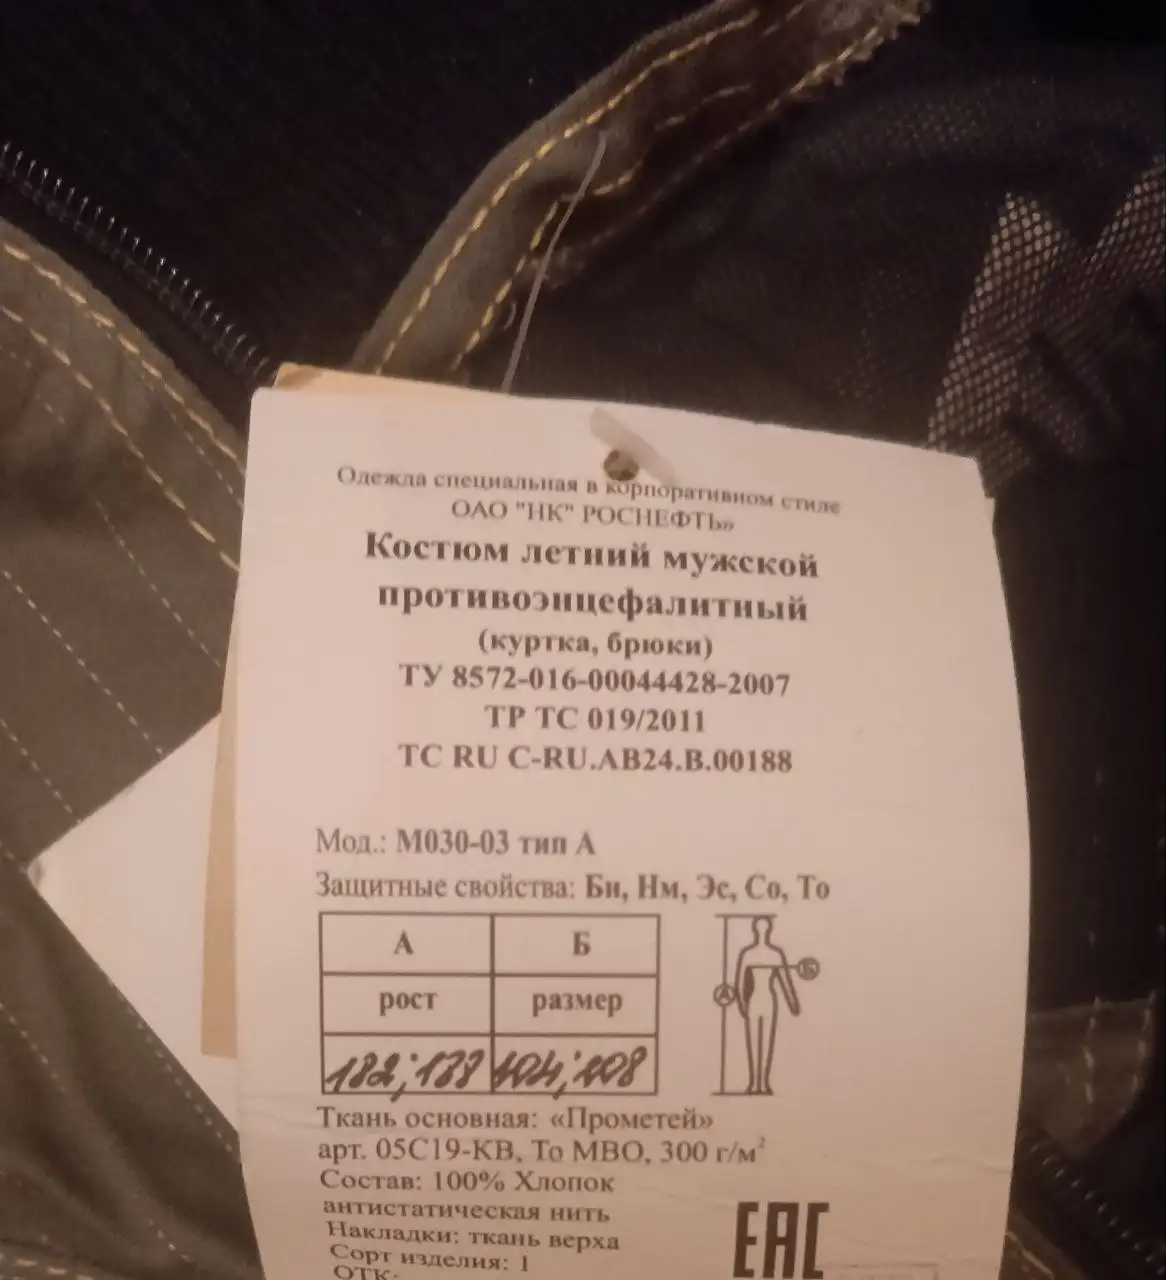 Одежда специальная в корпоративном стиле
ОАО "НК" РОСНЕФТЬ»
Костюм летний мужской
противоэнцефалитный
(куртка, брюки)
ТУ 8572-016-00044428-2007
ТР ТС 019/2011
ТС RU C-RU.АВ24.В.00188
Мод.: М030-03 тип А
Защитные свойства: Би, Нм, Эс, Со, То
А Б
рост размер
182; 188 104; 108
Б
А
Ткань основная: «Прометей»
арт. 05С19-КВ, То МВО, 300 г/м²
Состав: 100% Хлопок
антистатическая нить
Накладки: ткань верха
Сорт изделия: 1
ОТК:
EAC